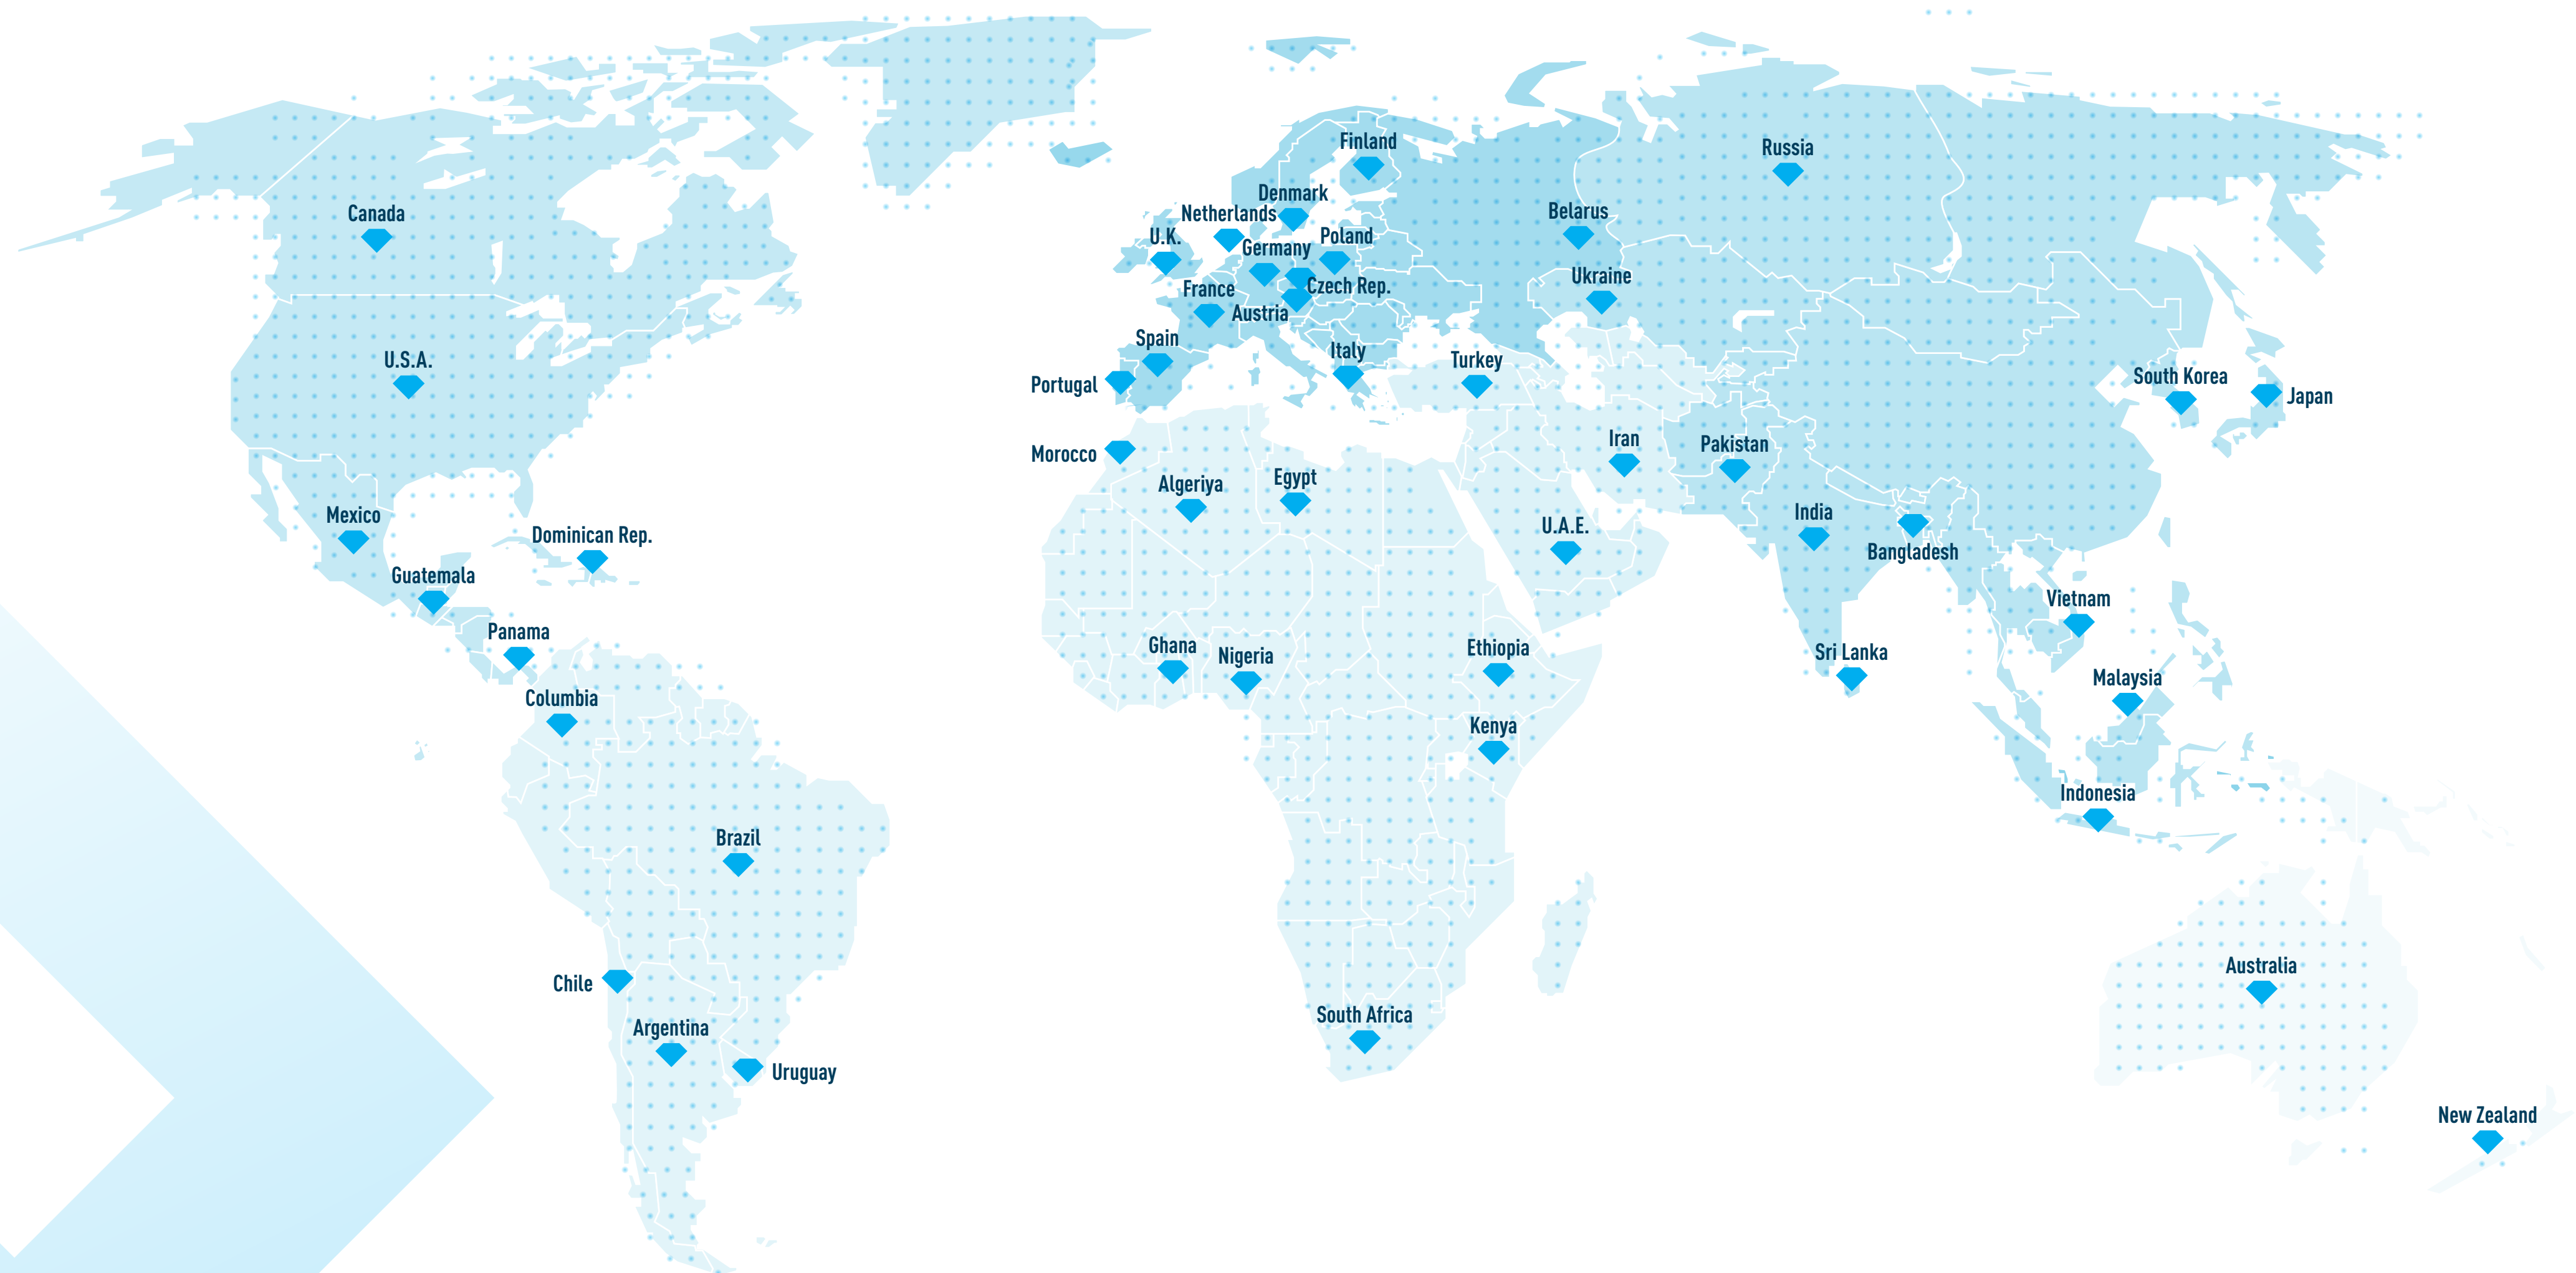 Finland
Russia
Denmark
Canada
Netherlands
Belarus
U.K.
Poland
Germany
Ukraine
Czech Rep.
France
Austria
Spain
Italy
U.S.A.
Turkey
Portugal
South Korea
Japan
Morocco
Iran
Pakistan
Algeriya
Egypt
Mexico
India
U.A.E.
Dominican Rep.
Bangladesh
Guatemala
Vietnam
Panama
Ghana
Nigeria
Ethiopia
Sri Lanka
Malaysia
Columbia
Kenya
Indonesia
Brazil
Australia
Chile
South Africa
Argentina
Uruguay
New Zealand